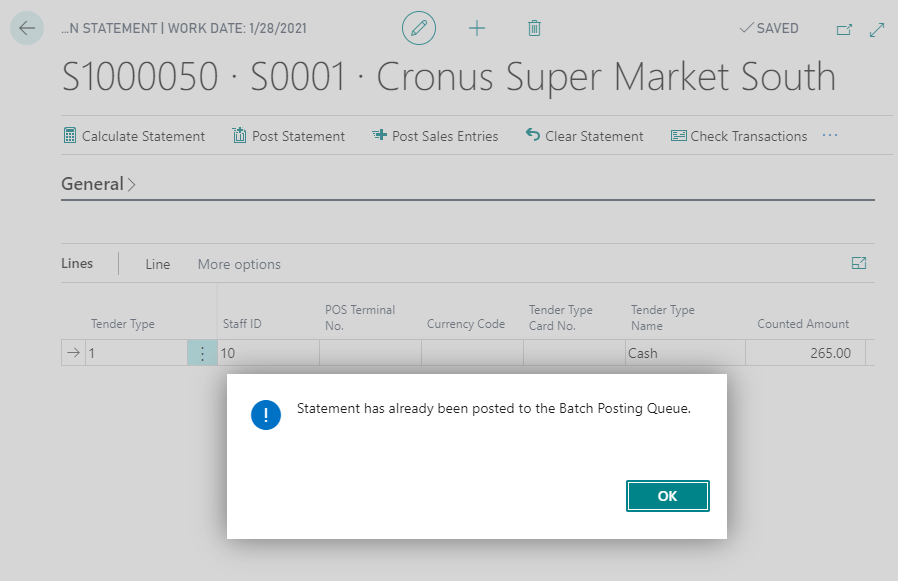 ...N STATEMENT | WORK DATE: 1/28/2021
SAVED
S1000050 · S0001 · Cronus Super Market South
Calculate Statement
Post Statement
Post Sales Entries
Clear Statement
Check Transactions
...
General
Lines
Line
More options
Tender Type
Staff ID
POS Terminal
No.
Currency Code
Tender Type
Card No.
Tender Type
Name
Counted Amount
1
10
Cash
265.00
Statement has already been posted to the Batch Posting Queue.
OK